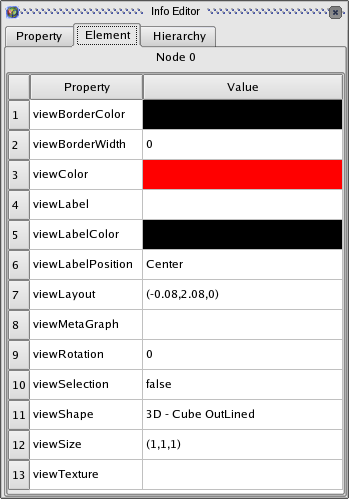 Info Editor
Property Element Hierarchy
Node 0
Property Value
1 viewBorderColor
2 viewBorderWidth 0
3 viewColor
4 viewLabel
5 viewLabelColor
6 viewLabelPosition Center
7 viewLayout (-0.08,2.08,0)
8 viewMetaGraph
9 viewRotation 0
10 viewSelection false
11 viewShape 3D - Cube OutLined
12 viewSize (1,1,1)
13 viewTexture